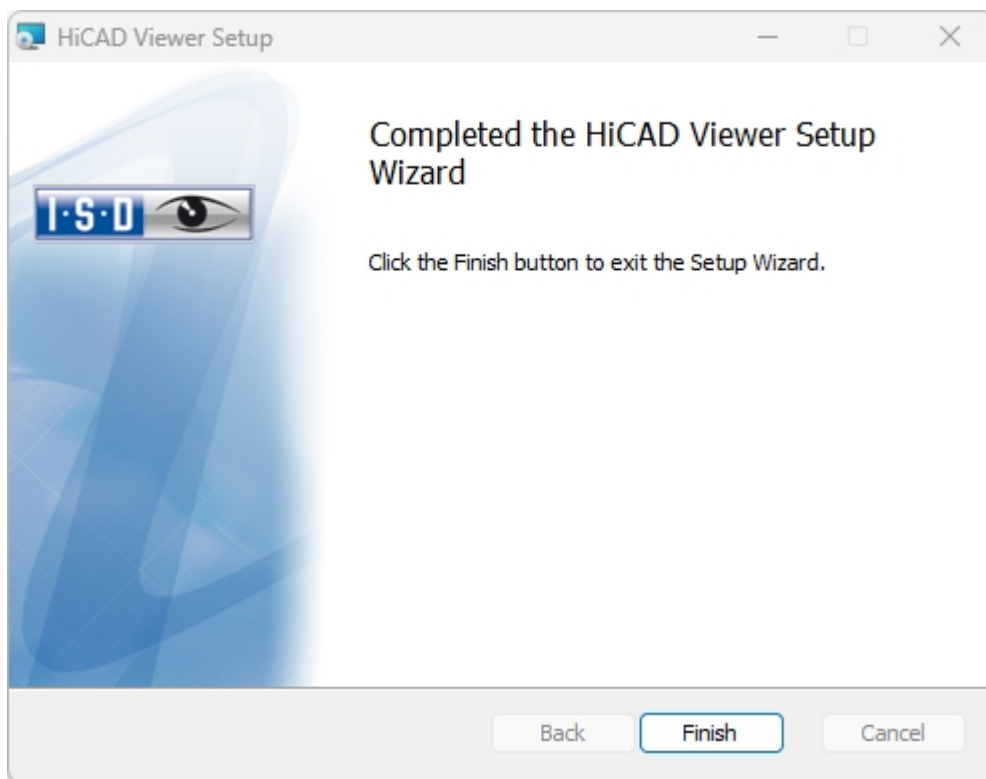 HiCAD Viewer Setup
Completed the HiCAD Viewer Setup
Wizard
I·S·D
Click the Finish button to exit the Setup Wizard.
Back
Finish
Cancel